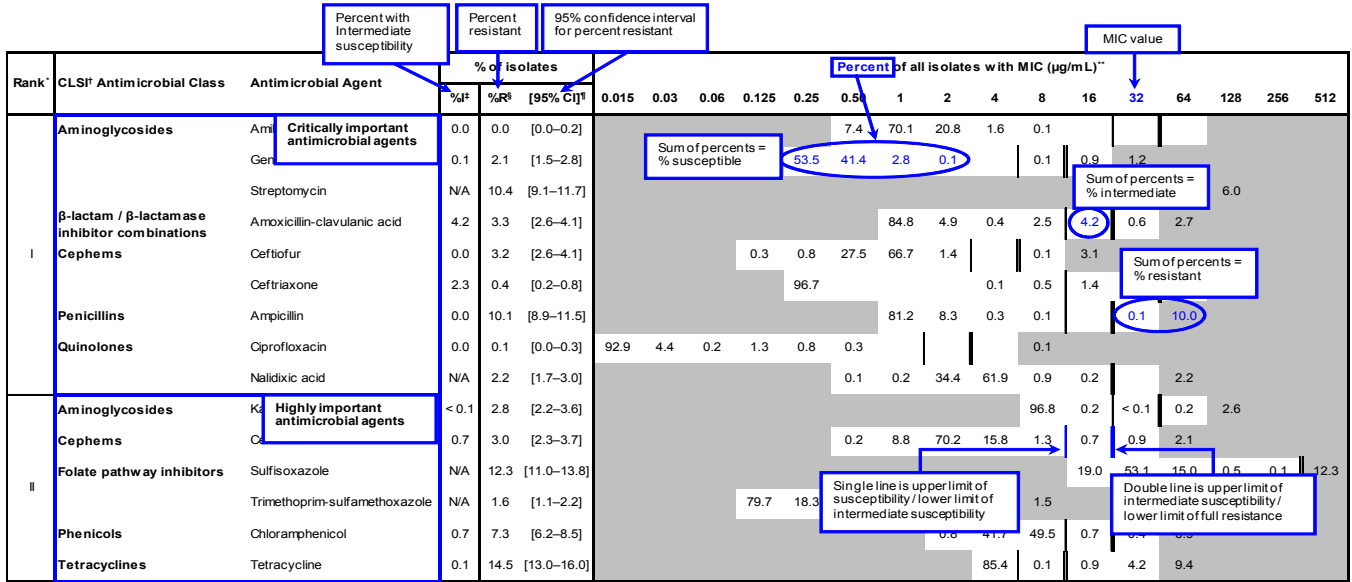 Percent with
Intermediate
susceptibility
Percent
resistant
95% confidence interval
for percent resistant
MIC value
Rank* CLSI† Antimicrobial Class Antimicrobial Agent % of isolates Percent of all isolates with MIC (µg/mL)**
%I‡ %R§ [95% CI]¶ 0.015 0.03 0.06 0.125 0.25 0.50 1 2 4 8 16 32 64 128 256 512
I
Aminoglycosides 0.0 0.0 [0.0–0.2] 7.4 70.1 20.8 1.6 0.1
Critically important
antimicrobial agents
Gen 0.1 2.1 [1.5–2.8] 53.5 41.4 2.8 0.1 0.1 0.9 1.2
Sum of percents =
% susceptible
Streptomycin N/A 10.4 [9.1–11.7] 6.0
Sum of percents =
% intermediate
β-lactam / β-lactamase
inhibitor combinations
Amoxicillin-clavulanic acid 4.2 3.3 [2.6–4.1] 84.8 4.9 0.4 2.5 4.2 0.6 2.7
Cephems Ceftiofur 0.0 3.2 [2.6–4.1] 0.3 0.8 27.5 66.7 1.4 0.1 3.1
Sum of percents =
% resistant
Ceftriaxone 2.3 0.4 [0.2–0.8] 96.7 0.1 0.5 1.4
Penicillins Ampicillin 0.0 10.1 [8.9–11.5] 81.2 8.3 0.3 0.1 0.1 10.0
Quinolones Ciprofloxacin 0.0 0.1 [0.0–0.3] 92.9 4.4 0.2 1.3 0.8 0.3 0.1
Nalidixic acid N/A 2.2 [1.7–3.0] 0.1 0.2 34.4 61.9 0.9 0.2 2.2
II
Aminoglycosides < 0.1 2.8 [2.2–3.6] 96.8 0.2 < 0.1 0.2 2.6
Highly important
antimicrobial agents
Cephems 0.7 3.0 [2.3–3.7] 0.2 8.8 70.2 15.8 1.3 0.7 0.9 2.1
Folate pathway inhibitors Sulfisoxazole N/A 12.3 [11.0–13.8] 19.0 53.1 15.0 0.5 0.1 12.3
Single line is upper limit of
susceptibility / lower limit of
intermediate susceptibility
Double line is upper limit of
intermediate susceptibility /
lower limit of full resistance
Trimethoprim-sulfamethoxazole N/A 1.6 [1.1–2.2] 79.7 18.3 1.5
Phenicols Chloramphenicol 0.7 7.3 [6.2–8.5] 0.8 41.7 49.5 0.7
Tetracyclines Tetracycline 0.1 14.5 [13.0–16.0] 85.4 0.1 0.9 4.2 9.4